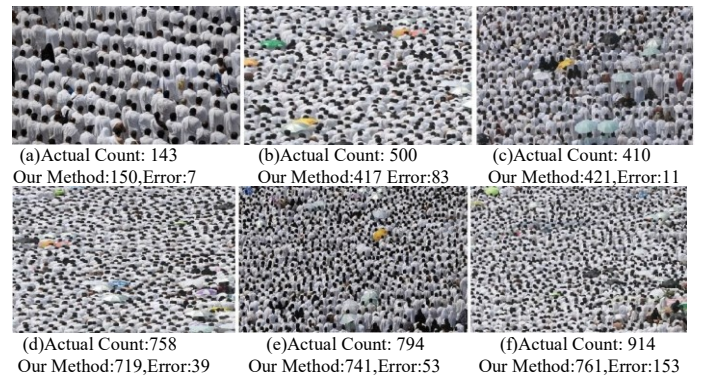 (a)Actual Count: 143
Our Method:150,Error:7
(b)Actual Count: 500
Our Method:417 Error:83
(c)Actual Count: 410
Our Method:421,Error:11
(d)Actual Count:758
Our Method:719,Error:39
(e)Actual Count: 794
Our Method:741,Error:53
(f)Actual Count: 914
Our Method:761,Error:153